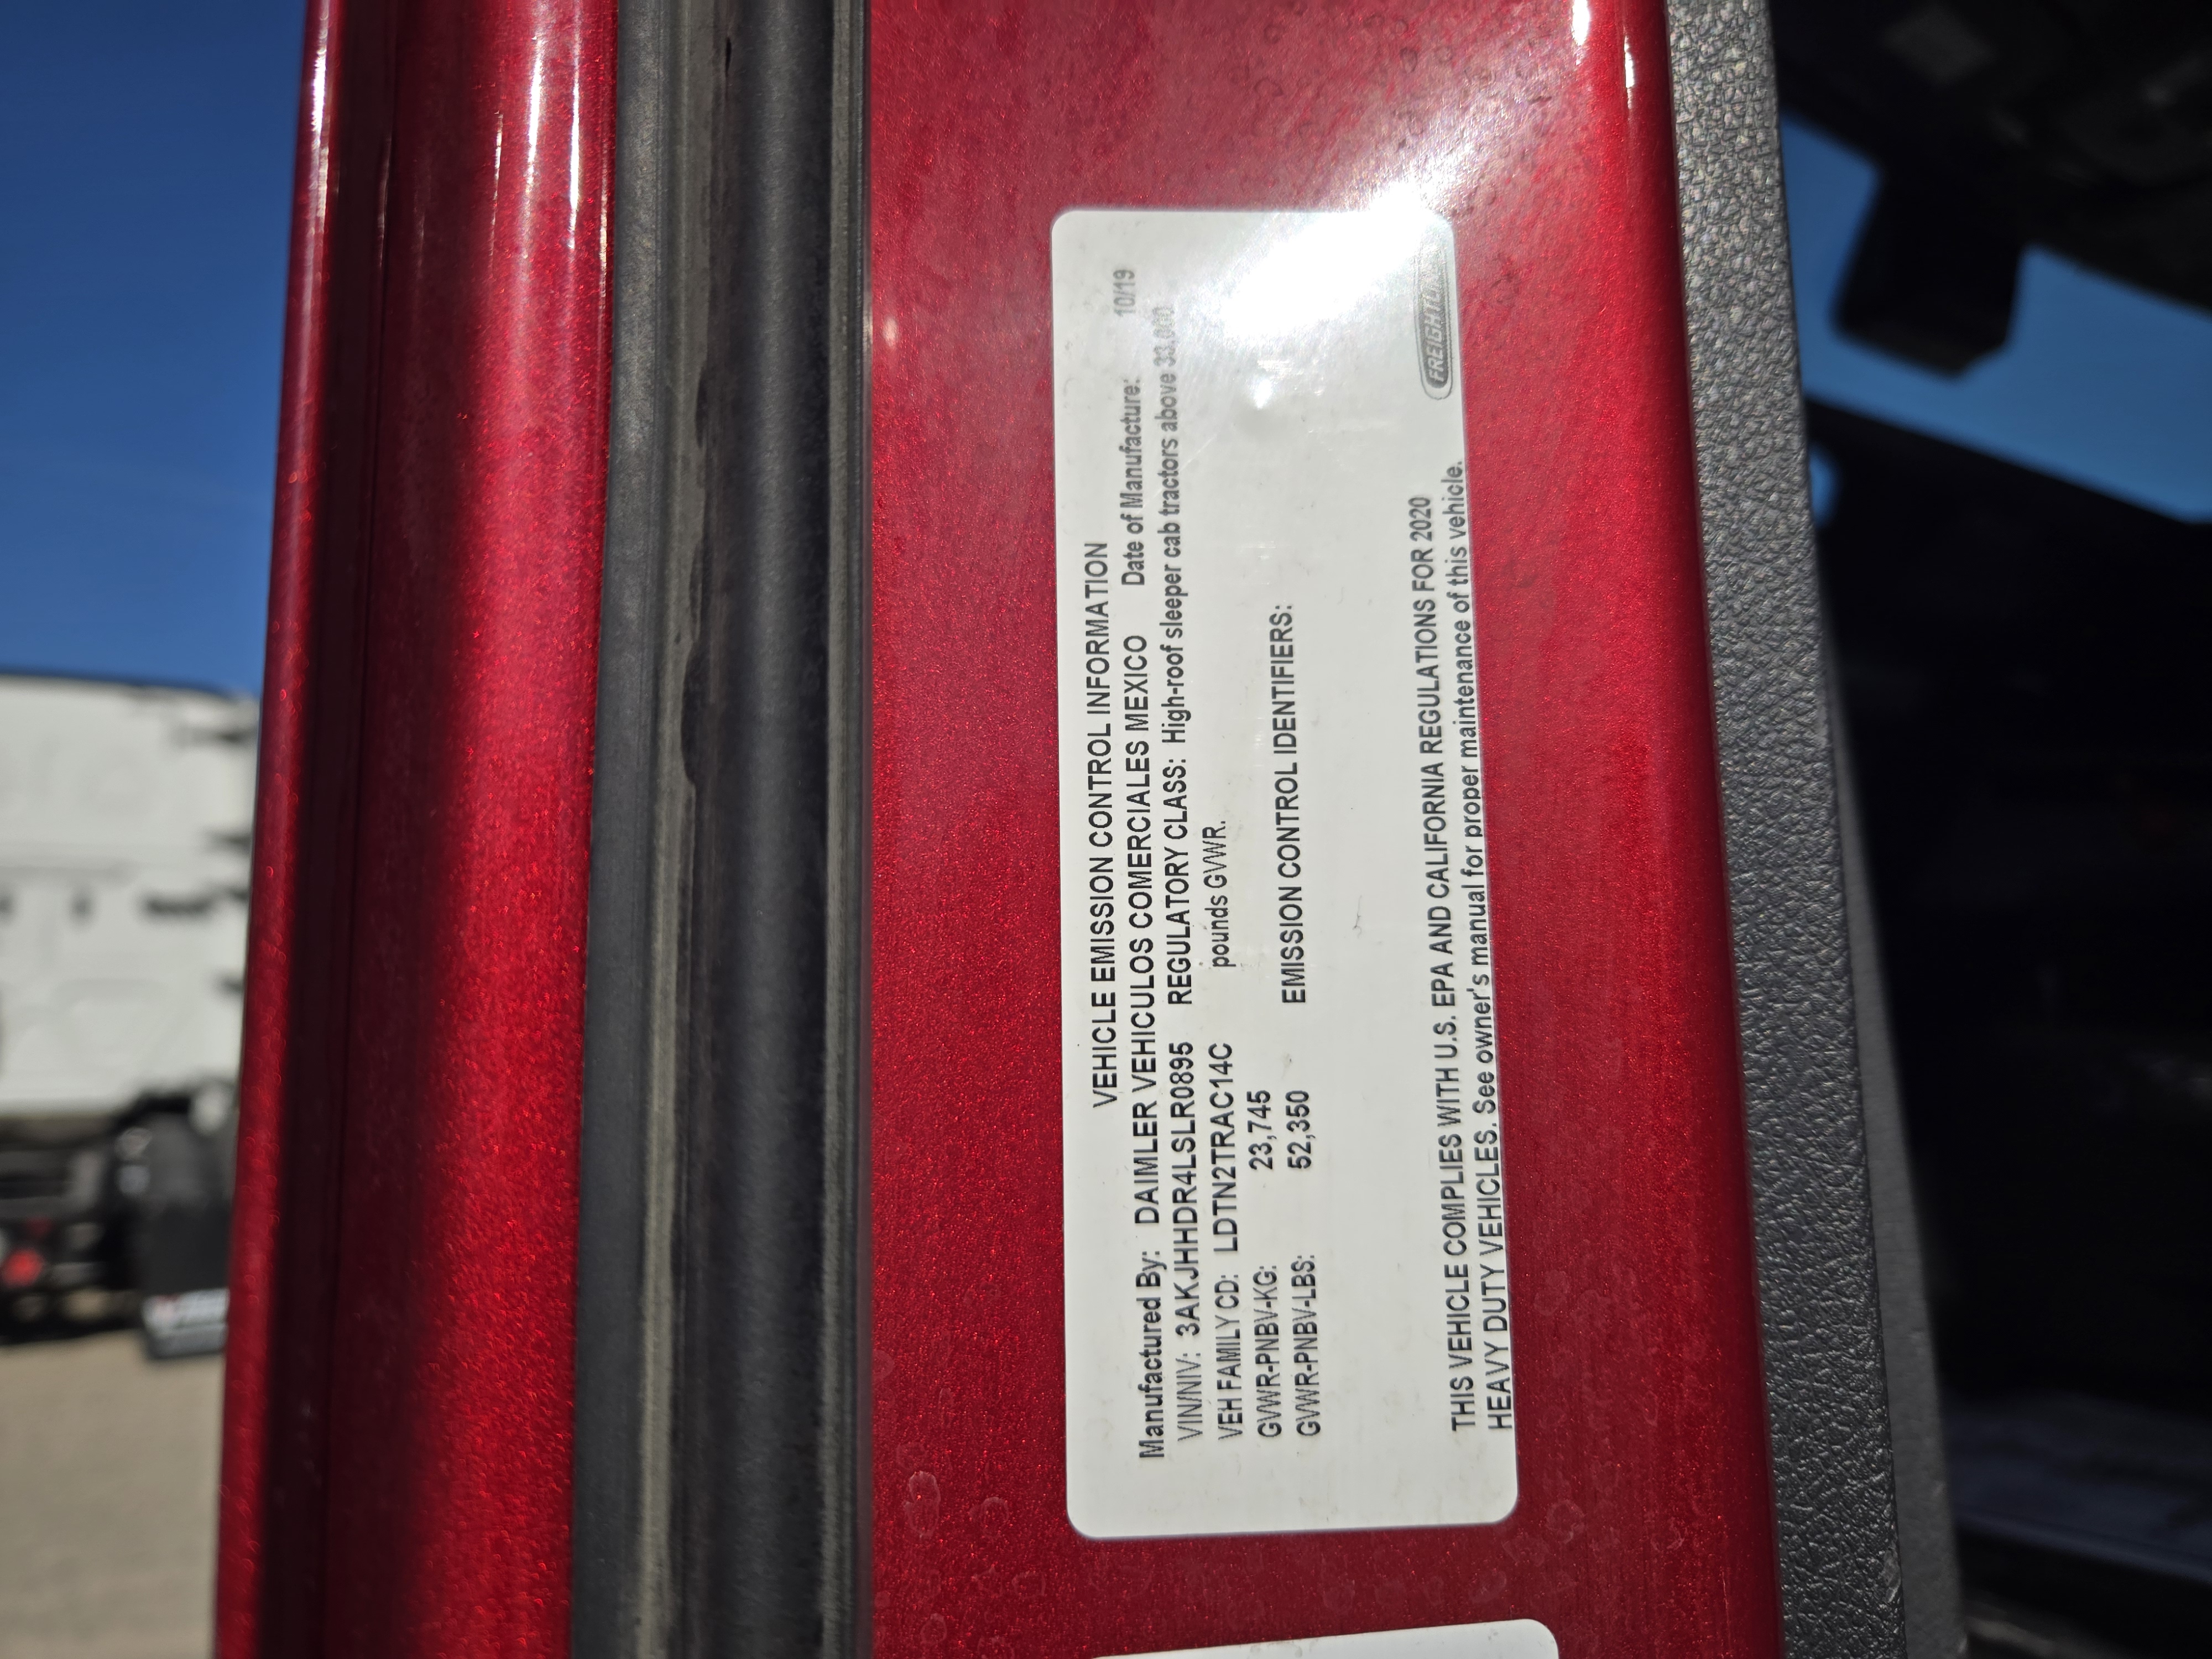 VEHICLE EMISSION CONTROL INFORMATION
Manufactured By: DAIMLER VEHICULOS COMERCIALES MEXICO Date of Manufacture: 10/19
VIN/NIV: 3AKJHHDR4LSLR0895 REGULATORY CLASS: High-roof sleeper cab tractors above 33,000
VEH FAMILY CD: LDTN2TRAC14C pounds GVWR.
GVWR-PNBV-KG: 23,745
GVWR-PNBV-LBS: 52,350 EMISSION CONTROL IDENTIFIERS:
THIS VEHICLE COMPLIES WITH U.S. EPA AND CALIFORNIA REGULATIONS FOR 2020
HEAVY DUTY VEHICLES. See owner's manual for proper maintenance of this vehicle.
FREIGHTLINER